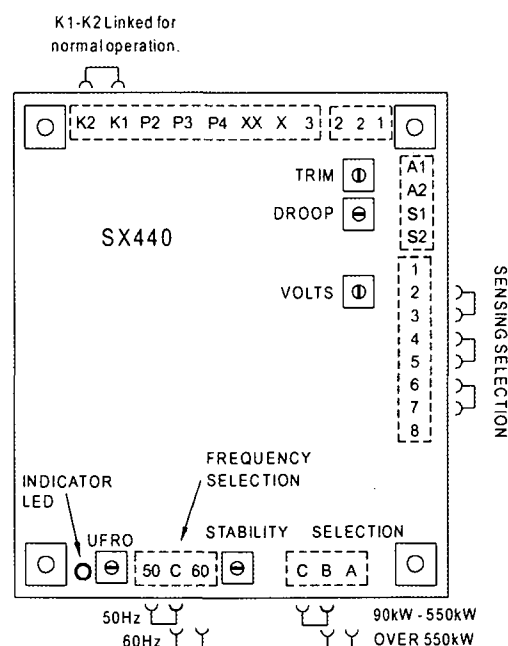 K1-K2 Linked for
normal operation.
K2 K1 P2 P3 P4 XX X 3 2 2 1
TRIM
DROOP
SX440
VOLTS
A1
A2
S1
S2
1
2
3
4
5
6
7
8
SENSING SELECTION
FREQUENCY
SELECTION
INDICATOR
LED
UFRO
STABILITY SELECTION
50 C 60
C B A
50Hz
60Hz
90kW - 550kW
OVER 550kW